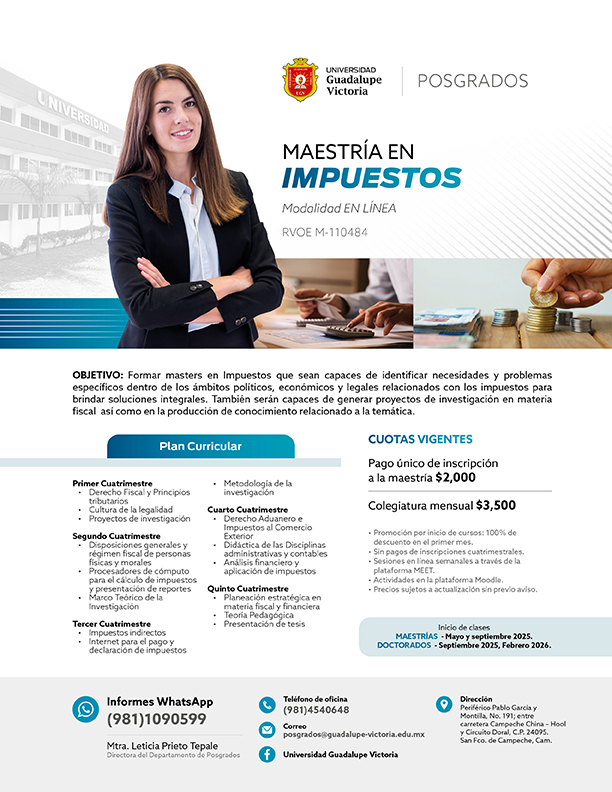 UNIVERSIDAD
UNIVERSIDAD
Guadalupe
Victoria
POSGRADOS
UGV
MAESTRÍA EN
IMPUESTOS
Modalidad EN LÍNEA
RVOE M-110484
OBJETIVO: Formar masters en Impuestos que sean capaces de identificar necesidades y problemas
específicos dentro de los ámbitos políticos, económicos y legales relacionados con los impuestos para
brindar soluciones integrales. También serán capaces de generar proyectos de investigación en materia
fiscal así como en la producción de conocimiento relacionado a la temática.
Plan Curricular
Primer Cuatrimestre
• Derecho Fiscal y Principios
tributarios
• Cultura de la legalidad
• Proyectos de investigación
Segundo Cuatrimestre
• Disposiciones generales y
régimen fiscal de personas
físicas y morales
• Procesadores de cómputo
para el cálculo de impuestos
y presentación de reportes
• Marco Teórico de la
Investigación
Tercer Cuatrimestre
• Impuestos indirectos
• Internet para el pago y
declaración de impuestos
• Metodología de la
investigación
Cuarto Cuatrimestre
• Derecho Aduanero e
Impuestos al Comercio
Exterior
• Didáctica de las Disciplinas
administrativas y contables
• Análisis financiero y
aplicación de impuestos
Quinto Cuatrimestre
• Planeación estratégica en
materia fiscal y financiera
• Teoría Pedagógica
• Presentación de tesis
CUOTAS VIGENTES
Pago único de inscripción
a la maestría $2,000
Colegiatura mensual $3,500
• Promoción por inicio de cursos: 100% de
descuento en el primer mes.
• Sin pagos de inscripciones cuatrimestrales.
• Sesiones en línea semanales a través de la
plataforma MEET.
• Actividades en la plataforma Moodle.
• Precios sujetos a actualización sin previo aviso.
Inicio de clases
MAESTRÍAS - Mayo y septiembre 2025.
DOCTORADOS - Septiembre 2025, Febrero 2026.
Informes WhatsApp
(981)1090599
Mtra. Leticia Prieto Tepale
Directora del Departamento de Posgrados
Teléfono de oficina
(981)4540648
Correo
posgrados@guadalupe-victoria.edu.mx
Universidad Guadalupe Victoria
Dirección
Periférico Pablo García y
Montilla, No. 191; entre
carretera Campeche China – Hool
y Circuito Doral, C.P. 24095.
San Fco. de Campeche, Cam.